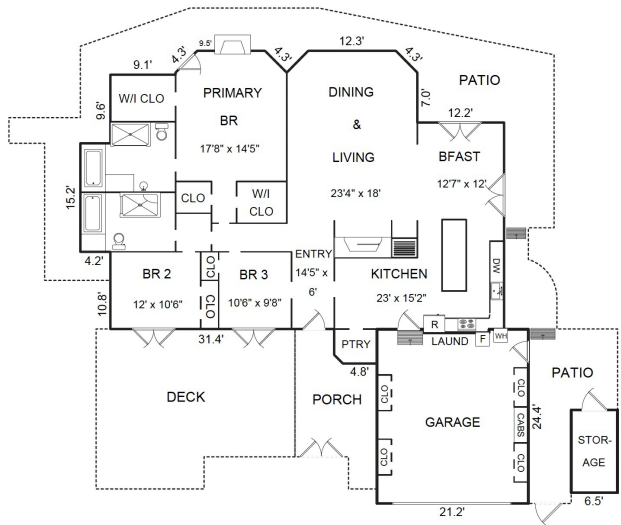 12.3'
9.5'
4.3'
4.3'
4.3'
9.1'
PATIO
W/I CLO
PRIMARY
BR
17'8" x 14'5"
DINING
&
LIVING
23'4" x 18'
7.0'
12.2'
9.6'
BFAST
12'7" x 12'
15.2'
CLO
W/I
CLO
4.2'
ENTRY
14'5" x
6'
CLO
CLO
BR 2
12' x 10'6"
BR 3
10'6" x 9'8"
KITCHEN
23' x 15'2"
DW
10.8'
31.4'
R
F
WH
LAUND
PTRY
4.8'
DECK
PORCH
PATIO
CLO
CLO
GARAGE
CLO
CABS
CLO
24.4'
STOR-
AGE
21.2'
6.5'